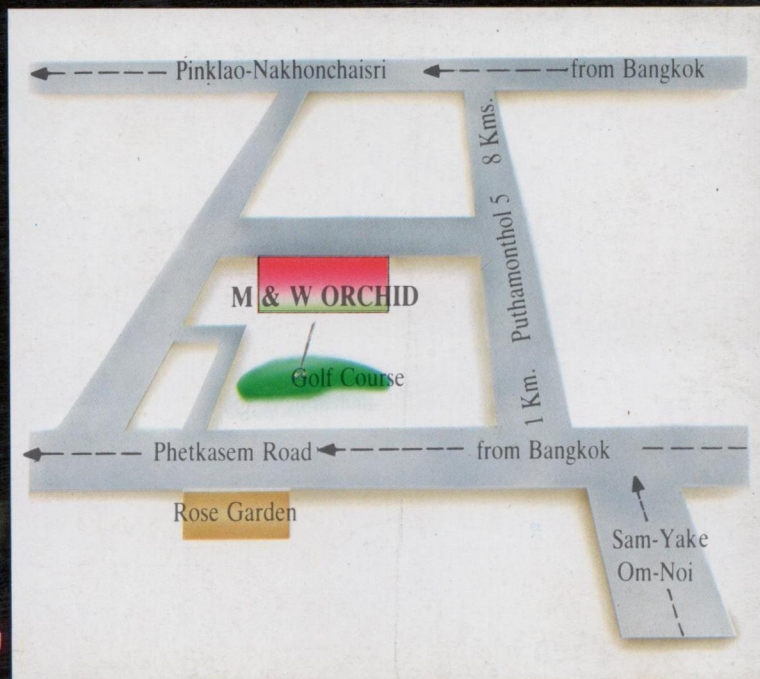 Pinklao-Nakhonchaisri
from Bangkok
8 Kms.
Puthamonthol 5
1 Km.
M & W ORCHID
Golf Course
Phetkasem Road
from Bangkok
Rose Garden
Sam-Yake
Om-Noi